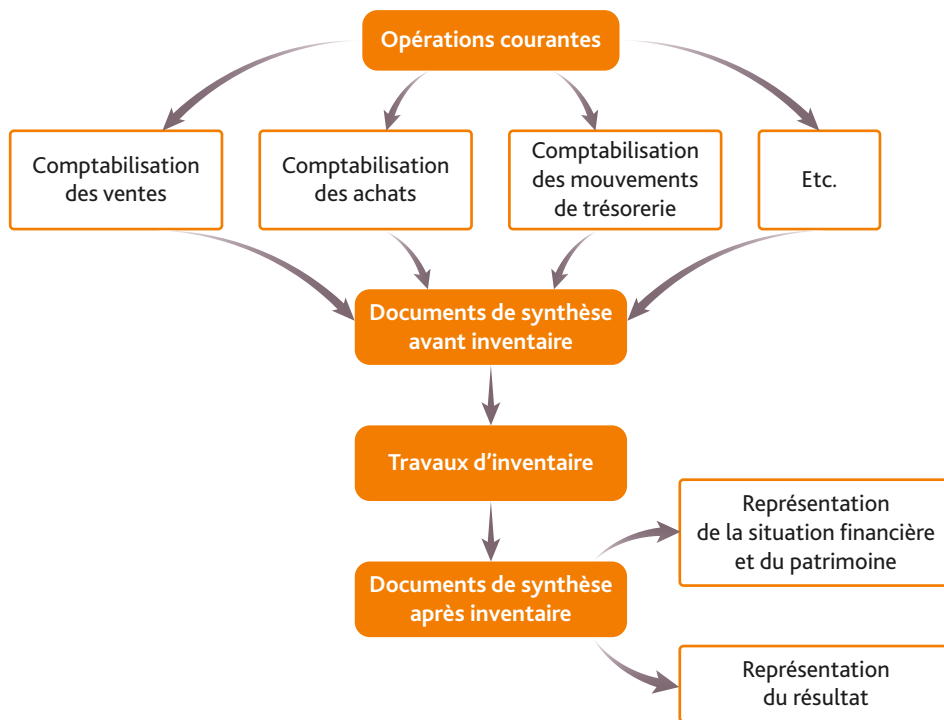 Opérations courantes
Comptabilisation
des ventes
Comptabilisation
des achats
Comptabilisation
des mouvements
de trésorerie
Etc.
Documents de synthèse
avant inventaire
Travaux d’inventaire
Documents de synthèse
après inventaire
Représentation
de la situation financière
et du patrimoine
Représentation
du résultat